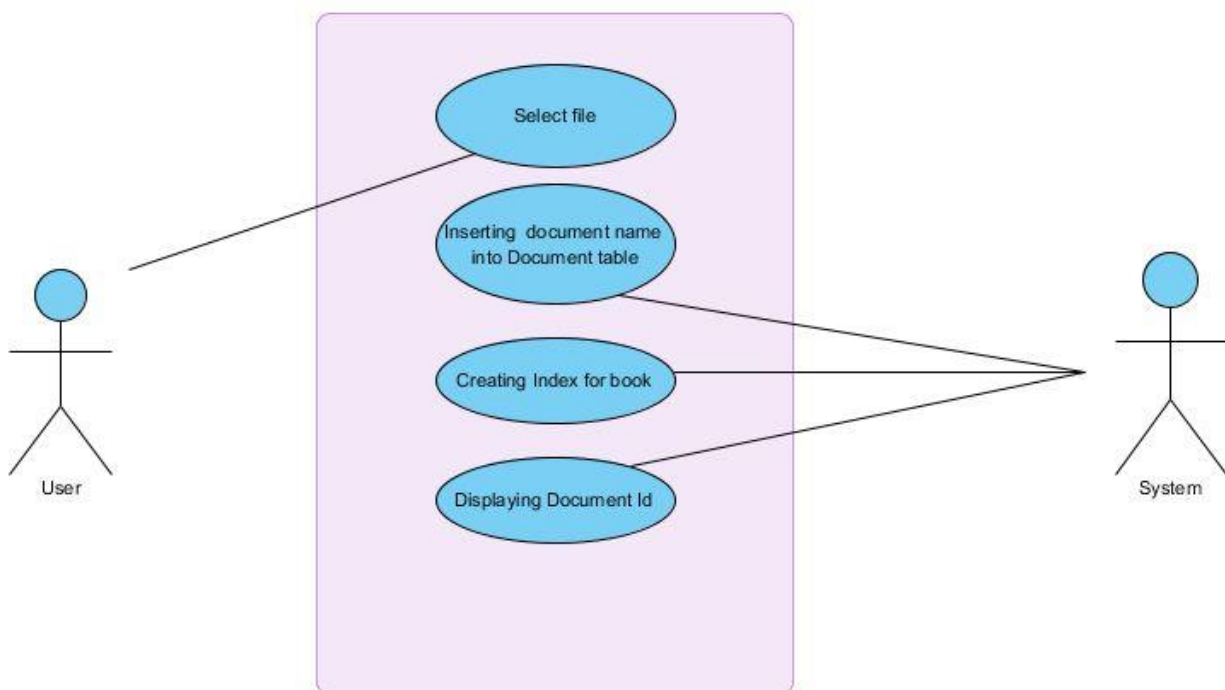 Select file
Inserting  document name
into Document table
Creating Index for book
Displaying Document Id
User
System